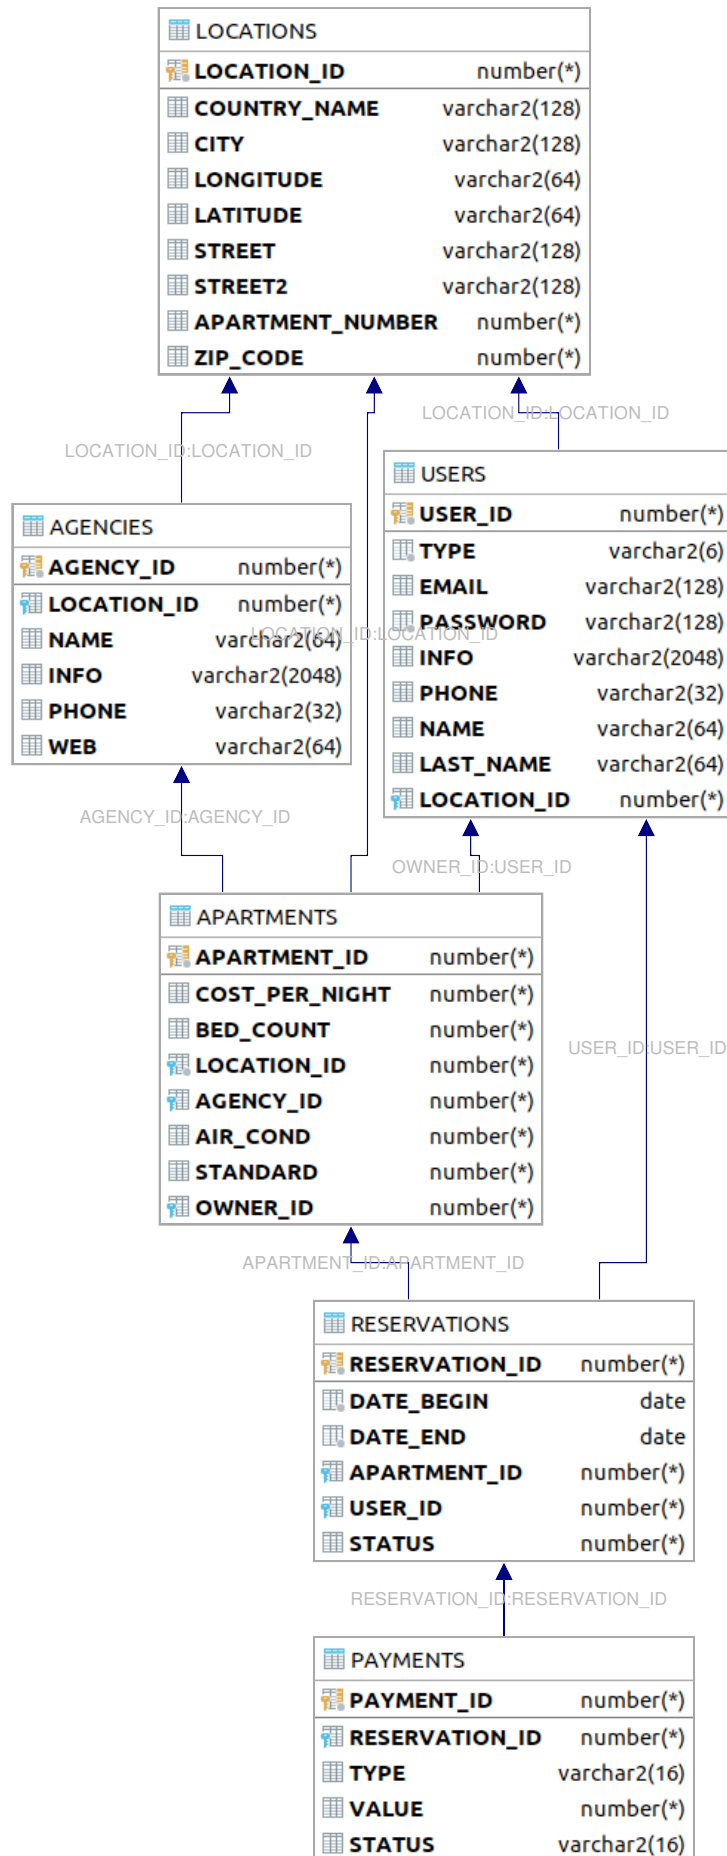 LOCATIONS
LOCATION_ID number(*)
COUNTRY_NAME varchar2(128)
CITY varchar2(128)
LONGITUDE varchar2(64)
LATITUDE varchar2(64)
STREET varchar2(128)
STREET2 varchar2(128)
APARTMENT_NUMBER number(*)
ZIP_CODE number(*)
LOCATION_ID:LOCATION_ID
LOCATION_ID:LOCATION_ID
USERS
USER_ID number(*)
TYPE varchar2(6)
EMAIL varchar2(128)
PASSWORD varchar2(128)
INFO varchar2(2048)
PHONE varchar2(32)
NAME varchar2(64)
LAST_NAME varchar2(64)
LOCATION_ID number(*)
AGENCIES
AGENCY_ID number(*)
LOCATION_ID number(*)
NAME varchar2(64)
INFO varchar2(2048)
PHONE varchar2(32)
WEB varchar2(64)
LOCATION_ID:LOCATION_ID
AGENCY_ID:AGENCY_ID
OWNER_ID:USER_ID
APARTMENTS
APARTMENT_ID number(*)
COST_PER_NIGHT number(*)
BED_COUNT number(*)
LOCATION_ID number(*)
AGENCY_ID number(*)
AIR_COND number(*)
STANDARD number(*)
OWNER_ID number(*)
USER_ID:USER_ID
APARTMENT_ID:APARTMENT_ID
RESERVATIONS
RESERVATION_ID number(*)
DATE_BEGIN date
DATE_END date
APARTMENT_ID number(*)
USER_ID number(*)
STATUS number(*)
RESERVATION_ID:RESERVATION_ID
PAYMENTS
PAYMENT_ID number(*)
RESERVATION_ID number(*)
TYPE varchar2(16)
VALUE number(*)
STATUS varchar2(16)